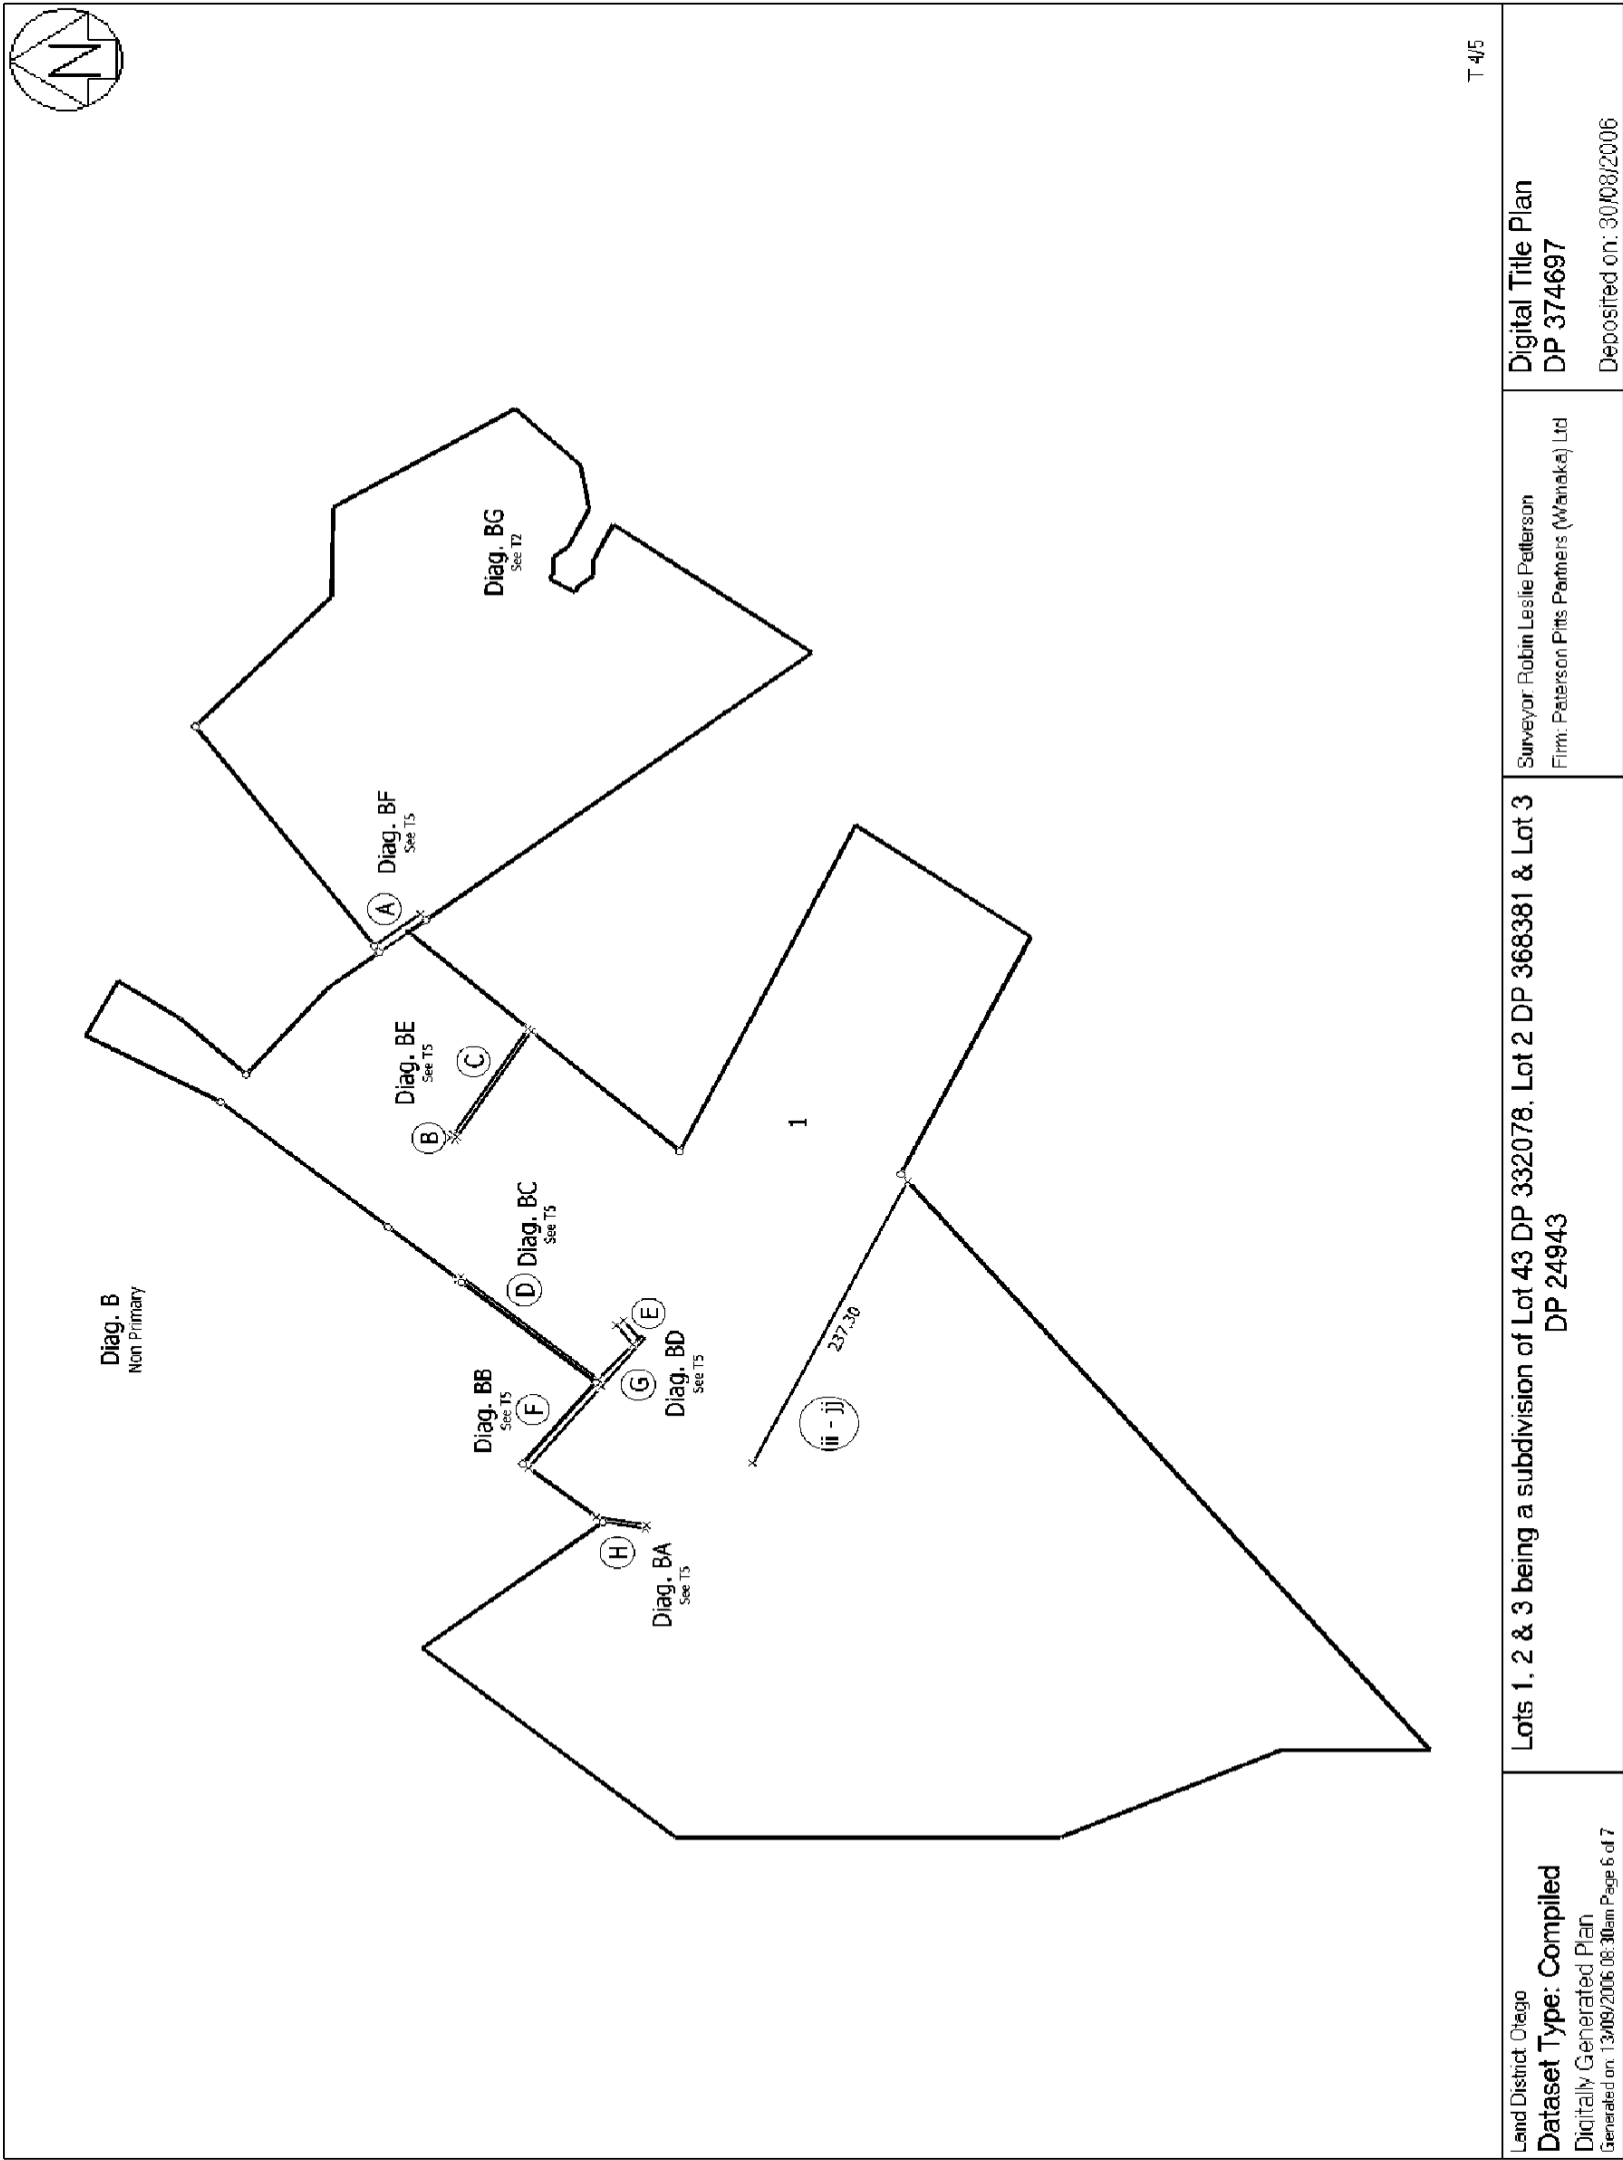 N
Diag. B
Non Primary
Diag. BG
See T2
Diag. BF
See T5
A
Diag. BE
See T5
C
B
Diag. BC
See T5
D
E
Diag. BB
See T5
F
G
Diag. BD
See T5
H
Diag. BA
See T5
1
237.30
ii - jj
T 4/5
Land District: Otago
Dataset Type: Compiled
Digitally Generated Plan
Generated on: 13/09/2006 08:30am Page 6 of 7
Lots 1, 2 & 3 being a subdivision of Lot 43 DP 332078, Lot 2 DP 368381 & Lot 3
DP 24943
Surveyor: Robin Leslie Patterson
Firm: Paterson Pitts Partners (Wanaka) Ltd
Digital Title Plan
DP 374697
Deposited on: 30/08/2006